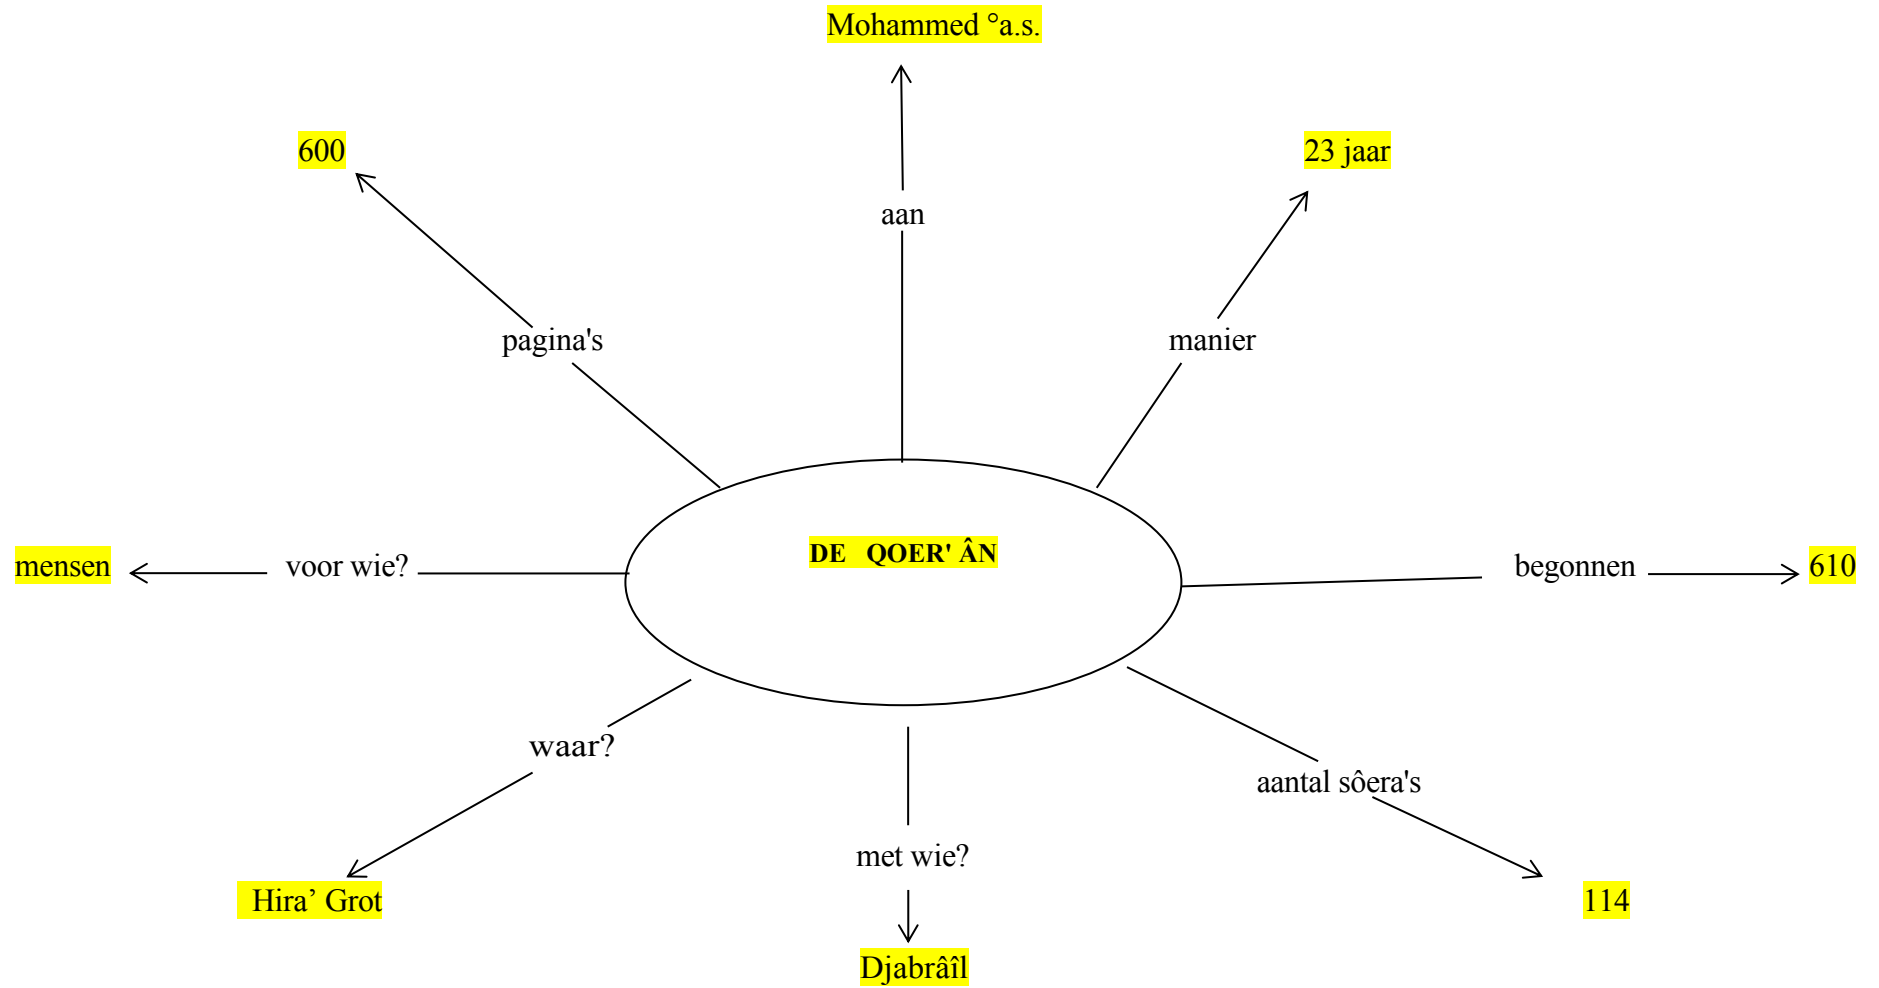 Mohammed °a.s.
600
23 jaar
aan
pagina's
manier
DE QOER' ÂN
mensen
voor wie?
begonnen
610
waar?
aantal sôera's
met wie?
Hira’ Grot
114
Djabrâîl